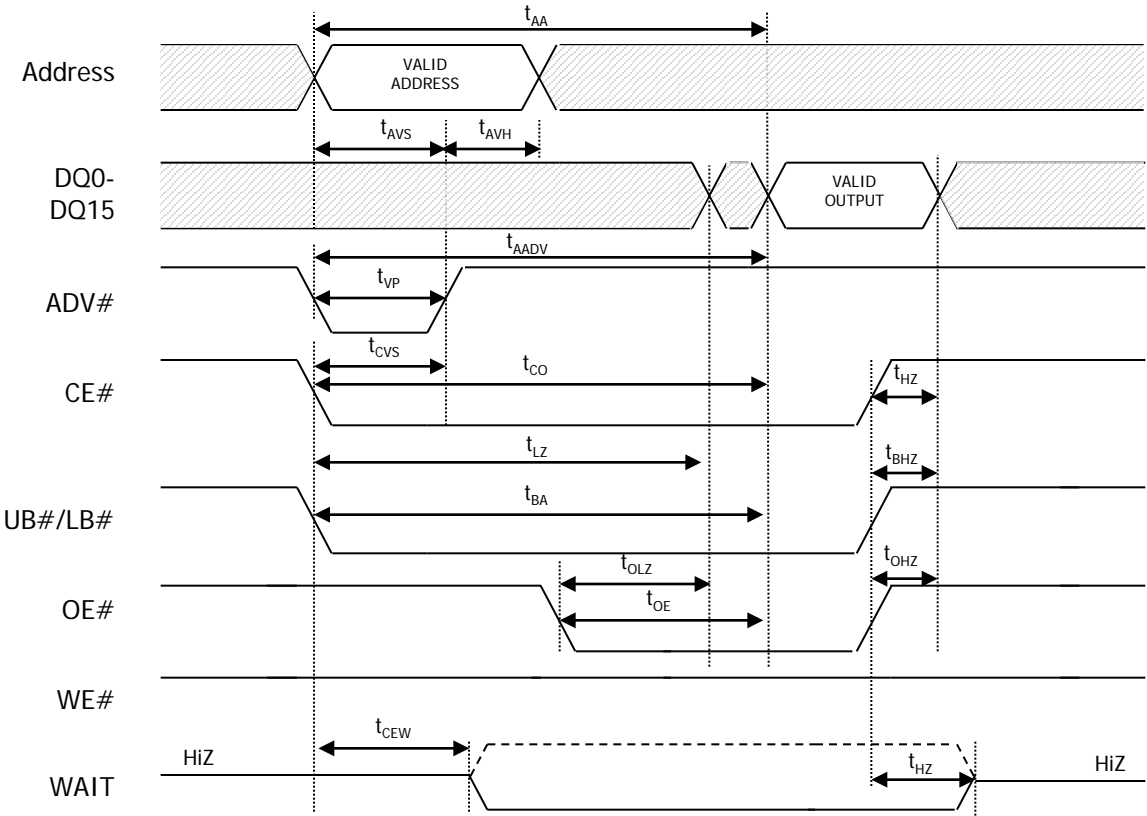 tAA
Address
VALID
ADDRESS
tAVS
tAVH
DQ0-
DQ15
VALID
OUTPUT
tAADV
tVP
ADV#
tCVS
tCO
CE#
tHZ
tLZ
tBHZ
tBA
UB#/LB#
tOLZ
tOHZ
tOE
OE#
WE#
tCEW
HiZ
HiZ
tHZ
WAIT